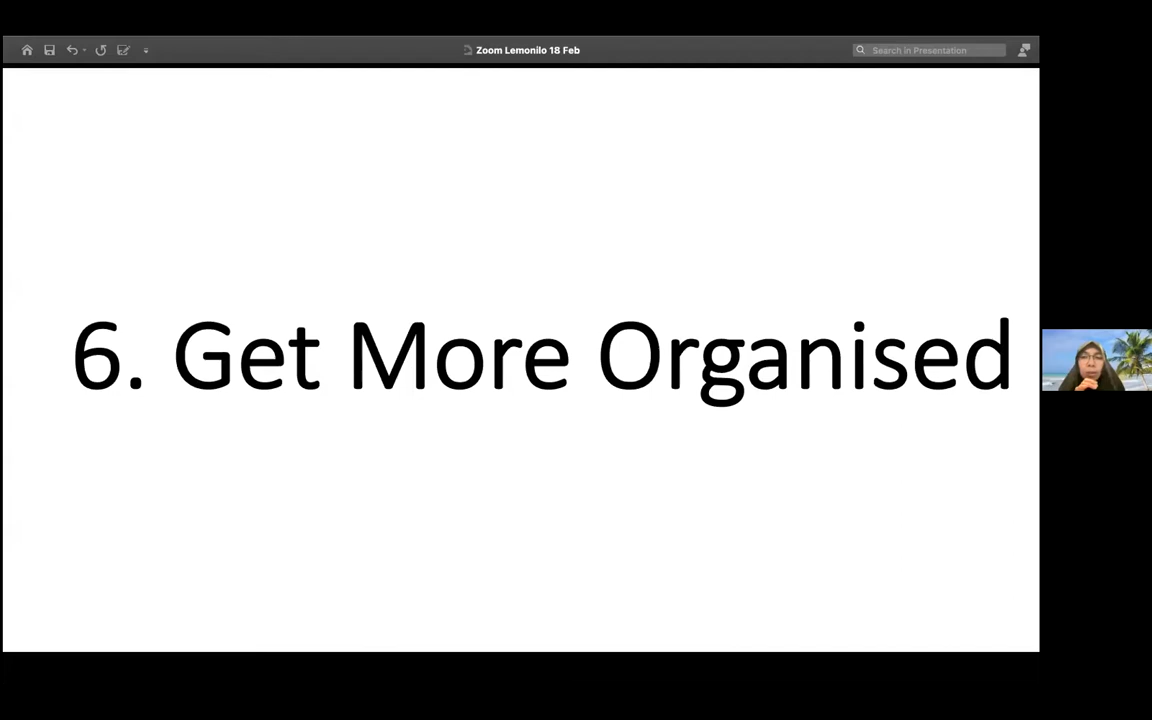 Zoom Lemonilo 18 Feb
Search in Presentation
6. Get More Organised